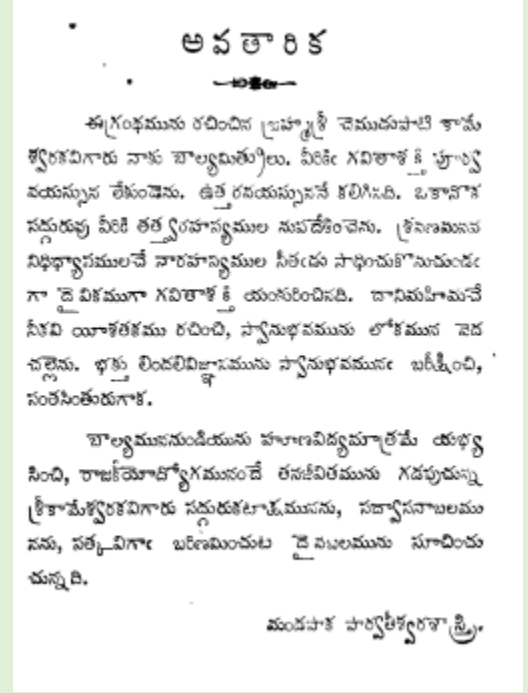 అవతారిక
ఈగ్రంథమును రచించిన బ్రహ్మశ్రీ చెముడుపాటి కామే
శ్వరకవిగారు నాకు బాల్యమిత్రులు. వీరికిఁ గవితాశక్తి పూర్వ
వయస్సున లేకుండెను. ఉత్తరవయస్సుననే కలిగినది. ఒకానొక
సద్గురువు వీరికి తత్త్వరహస్యముల నుపదేశించెను. శ్రవణమనన
నిధిధ్యాసములచే నారహస్యముల నీతఁడు సాధించుకొనుచుండఁ
గా దైవికముగా గవితాశక్తి యంకురించినది. దానిమహిమచే
నీకవి యీశతకము రచించి, స్వానుభవమును లోకమున వెద
చల్లెను. భక్తు లిందలివిజ్ఞానమును స్వానుభవమునఁ బరీక్షించి,
సంతసింతురుగాక.
బాల్యమునుండియును హూణవిద్యమాత్రమే యభ్య
సించి, రాజకీయోద్యోగమునందే తనజీవితమును గడపుచున్న
శ్రీకామేశ్వరకవిగారు సద్గురుకటాక్షమునను, సద్వాసనాబలము
నను, సత్కవిగాఁ బరిణమించుట దైవబలమును సూచించు
చున్నది.
మండపాక పార్వతీశ్వరశాస్త్రి.